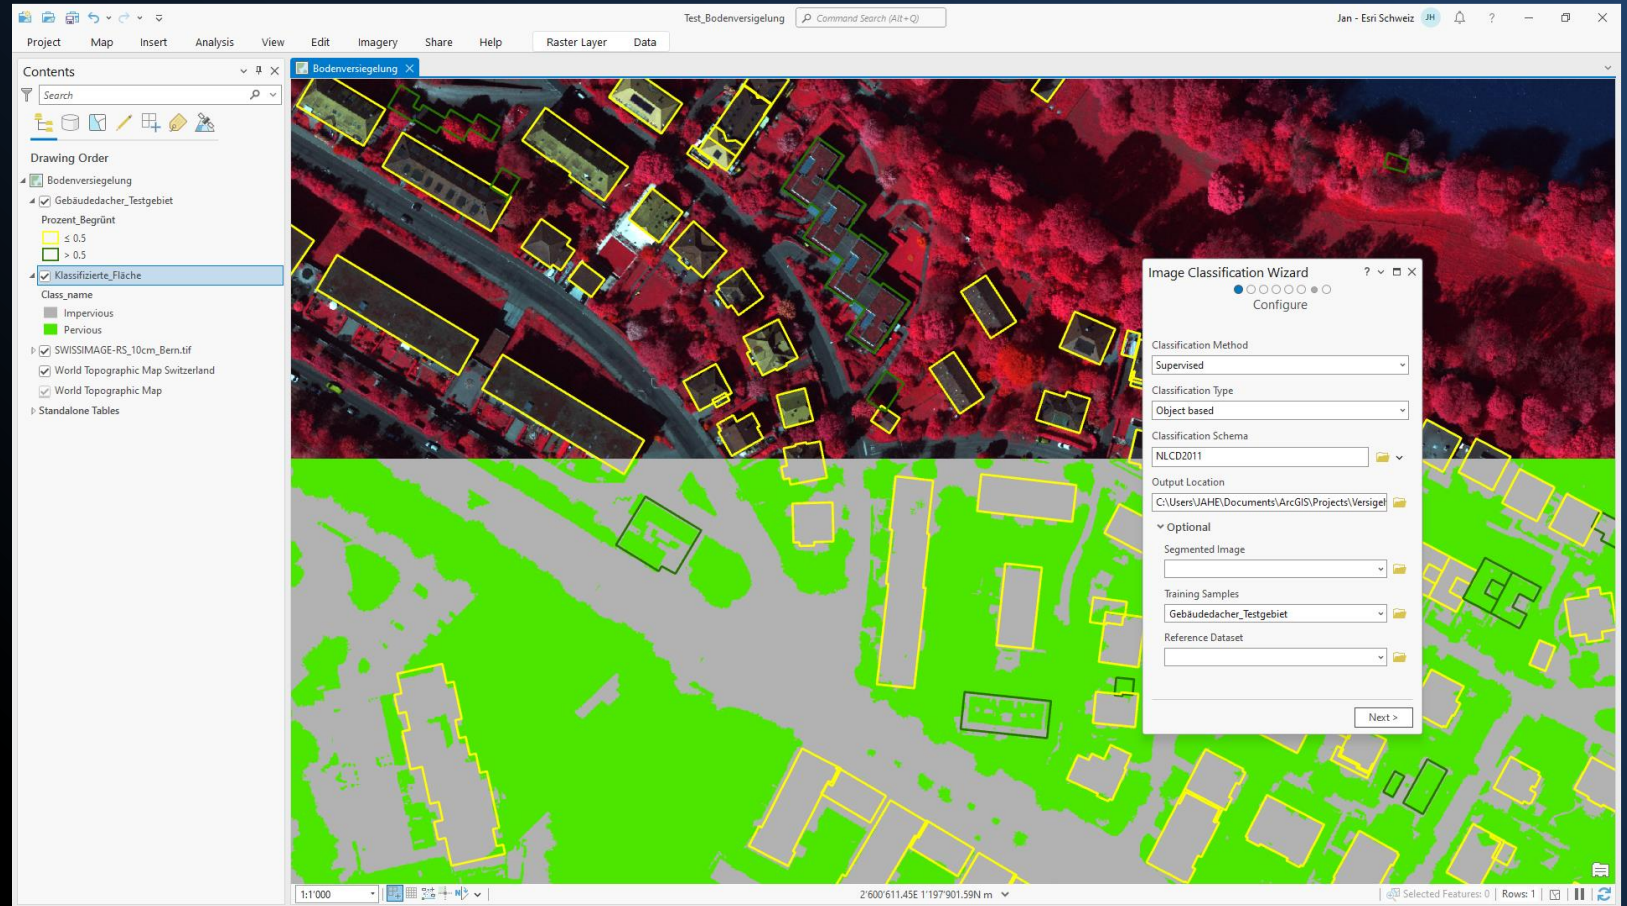 Test_Bodenversigelung
Command Search (Alt+Q)
Jan - Esri Schweiz
JH
?
Project
Map
Insert
Analysis
View
Edit
Imagery
Share
Help
Raster Layer
Data
Contents
Bodenversiegelung
Search
Drawing Order
Bodenversiegelung
Gebäudedacher_Testgebiet
Prozent_Begrünt
≤ 0.5
> 0.5
Klassifizierte_Fläche
Class_name
Impervious
Pervious
SWISSIMAGE-RS_10cm_Bern.tif
World Topographic Map Switzerland
World Topographic Map
Standalone Tables
Image Classification Wizard
?
Configure
Classification Method
Supervised
Classification Type
Object based
Classification Schema
NLCD2011
Output Location
C:\Users\JAHE\Documents\ArcGIS\Projects\Versigel
Optional
Segmented Image
Training Samples
Gebäudedacher_Testgebiet
Reference Dataset
Next >
1:1'000
2'600'611.45E 1'197'901.59N m
Selected Features: 0
Rows: 1